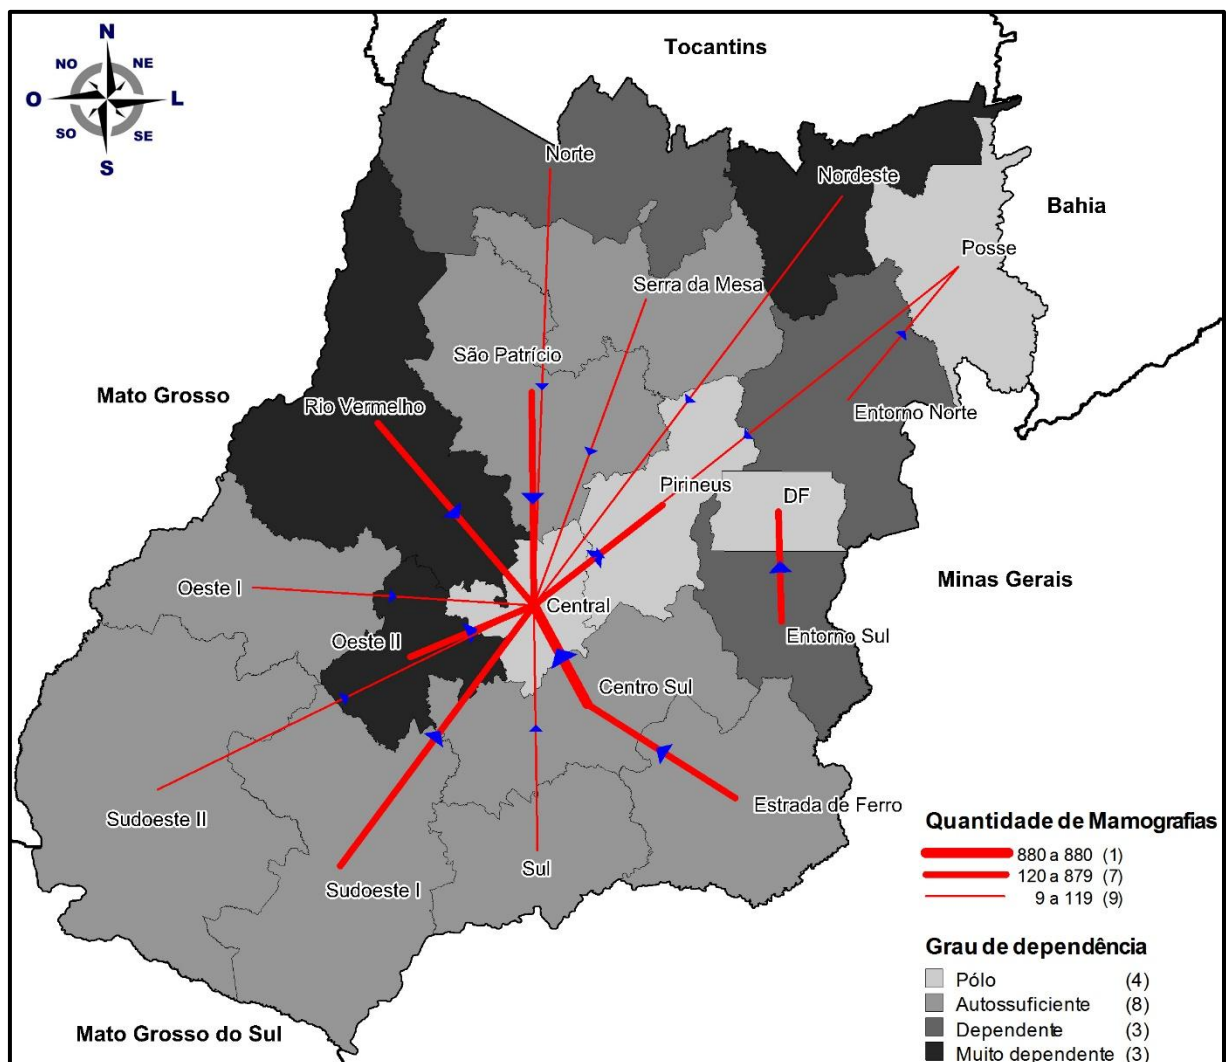 Tocantins
N
NO
NE
O
L
SO
SE
S
Norte
Nordeste
Bahia
Posse
Serra da Mesa
São Patrício
Mato Grosso
Rio Vermelho
Entorno Norte
Pirineus
DF
Oeste I
Minas Gerais
Central
Oeste II
Entorno Sul
Centro Sul
Estrada de Ferro
Sudoeste II
Sul
Sudoeste I
Mato Grosso do Sul
Quantidade de Mamografias
880 a 880 (1)
120 a 879 (7)
9 a 119 (9)
Grau de dependência
Pólo (4)
Autossuficiente (8)
Dependente (3)
Muito dependente (3)